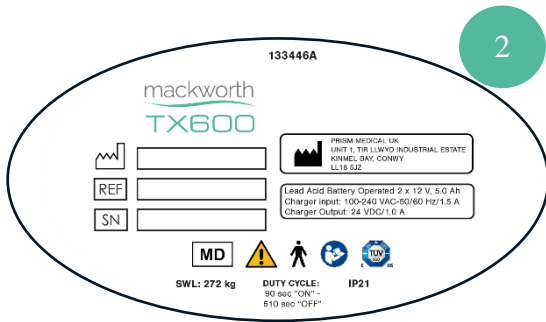 2
133446A
mackworth
TX600
PRISM MEDICAL UK
UNIT 1, TIR LLWYD INDUSTRIAL ESTATE
KINMEL BAY, CONWY
LL18 5JZ
REF
SN
Lead Acid Battery Operated 2 x 12 V, 5.0 Ah
Charger input: 100-240 VAC-50/60 Hz/1.5 A
Charger Output: 24 VDC/1.0 A
MD
TUV
SWL: 272 kg
DUTY CYCLE:
90 sec "ON" -
510 sec "OFF"
IP21